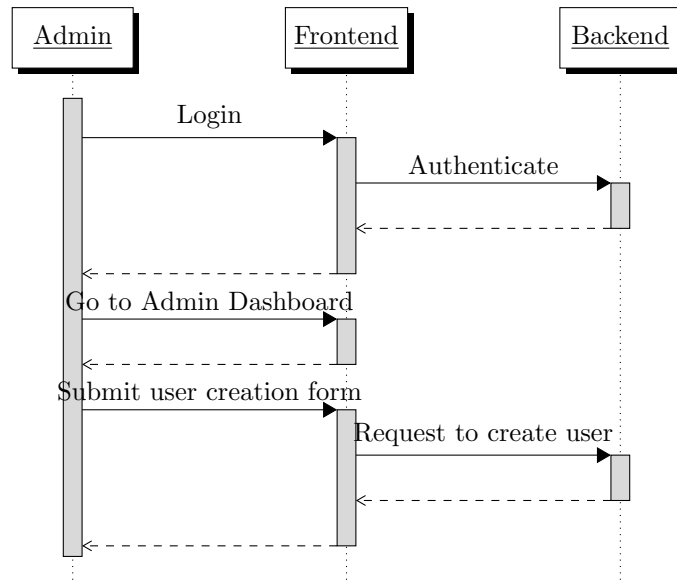 Admin
Frontend
Backend
Login
Authenticate
Go to Admin Dashboard
Submit user creation form
Request to create user